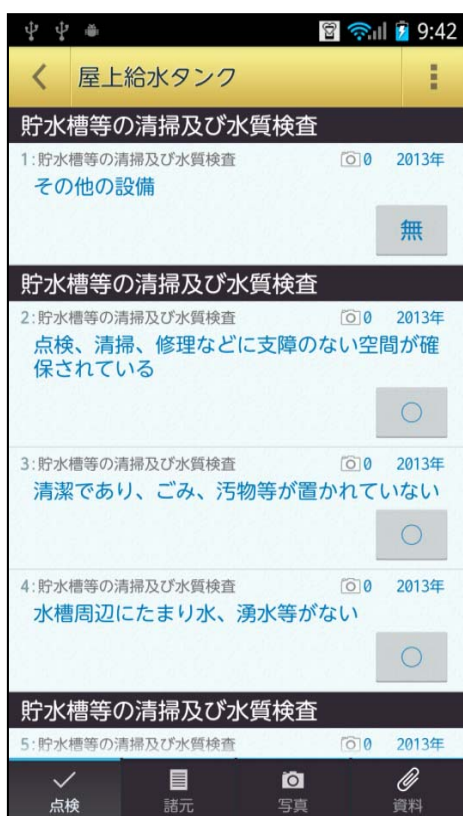 9:42
屋上給水タンク
貯水槽等の清掃及び水質検査
1:貯水槽等の清掃及び水質検査 0 2013年
その他の設備
無
貯水槽等の清掃及び水質検査
2:貯水槽等の清掃及び水質検査 0 2013年
点検、清掃、修理などに支障のない空間が確
保されている
○
3:貯水槽等の清掃及び水質検査 0 2013年
清潔であり、ごみ、汚物等が置かれていない
○
4:貯水槽等の清掃及び水質検査 0 2013年
水槽周辺にたまり水、湧水等がない
○
貯水槽等の清掃及び水質検査
5:貯水槽等の清掃及び水質検査 0 2013年
点検 諸元 写真 資料